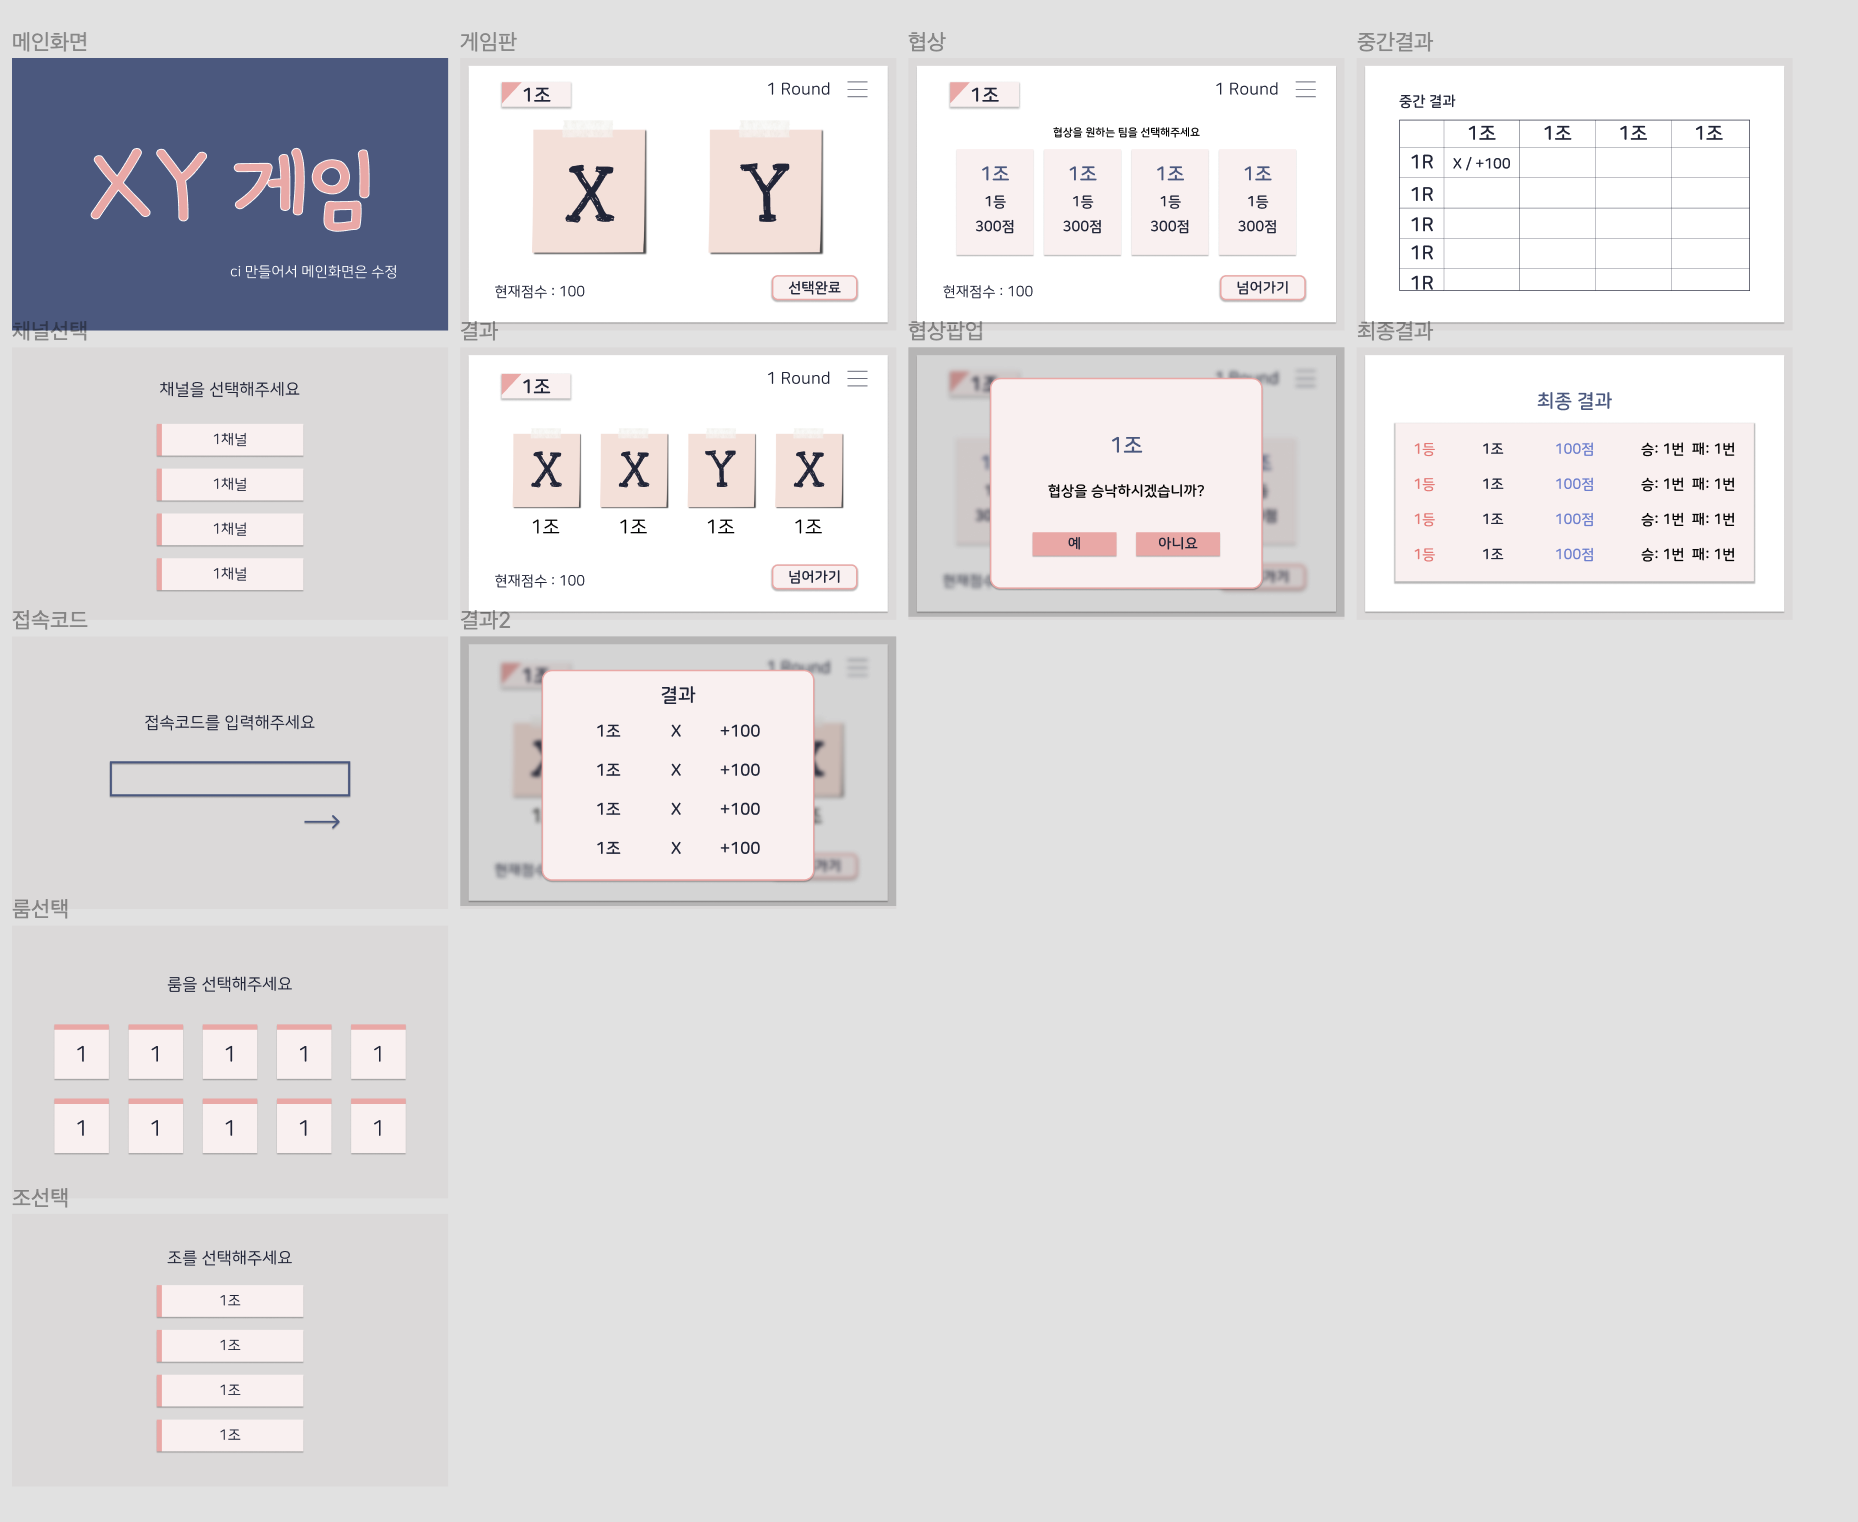 메인화면
XY 게임
ci 만들어서 메인화면은 수정
채널선택
채널을 선택해주세요
1채널
1채널
1채널
1채널
접속코드
접속코드를 입력해주세요
룸선택
룸을 선택해주세요
1 1 1 1 1
1 1 1 1 1
조선택
조를 선택해주세요
1조
1조
1조
1조
게임판
1조 1 Round
X Y
현재점수 : 100 선택완료
결과
1조 1 Round
X X Y X
1조 1조 1조 1조
현재점수 : 100 넘어가기
결과2
1 Round
결과
1조 X +100
1조 X +100
1조 X +100
1조 X +100
협상
1조 1 Round
협상을 원하는 팀을 선택해주세요
1조 1조 1조 1조
1등 1등 1등 1등
300점 300점 300점 300점
현재점수 : 100 넘어가기
협상팝업
1조
협상을 승낙하시겠습니까?
예 아니요
중간결과
중간 결과
1조 1조 1조 1조
1R X / +100
1R
1R
1R
1R
최종결과
최종 결과
1등 1조 100점 승: 1번 패: 1번
1등 1조 100점 승: 1번 패: 1번
1등 1조 100점 승: 1번 패: 1번
1등 1조 100점 승: 1번 패: 1번